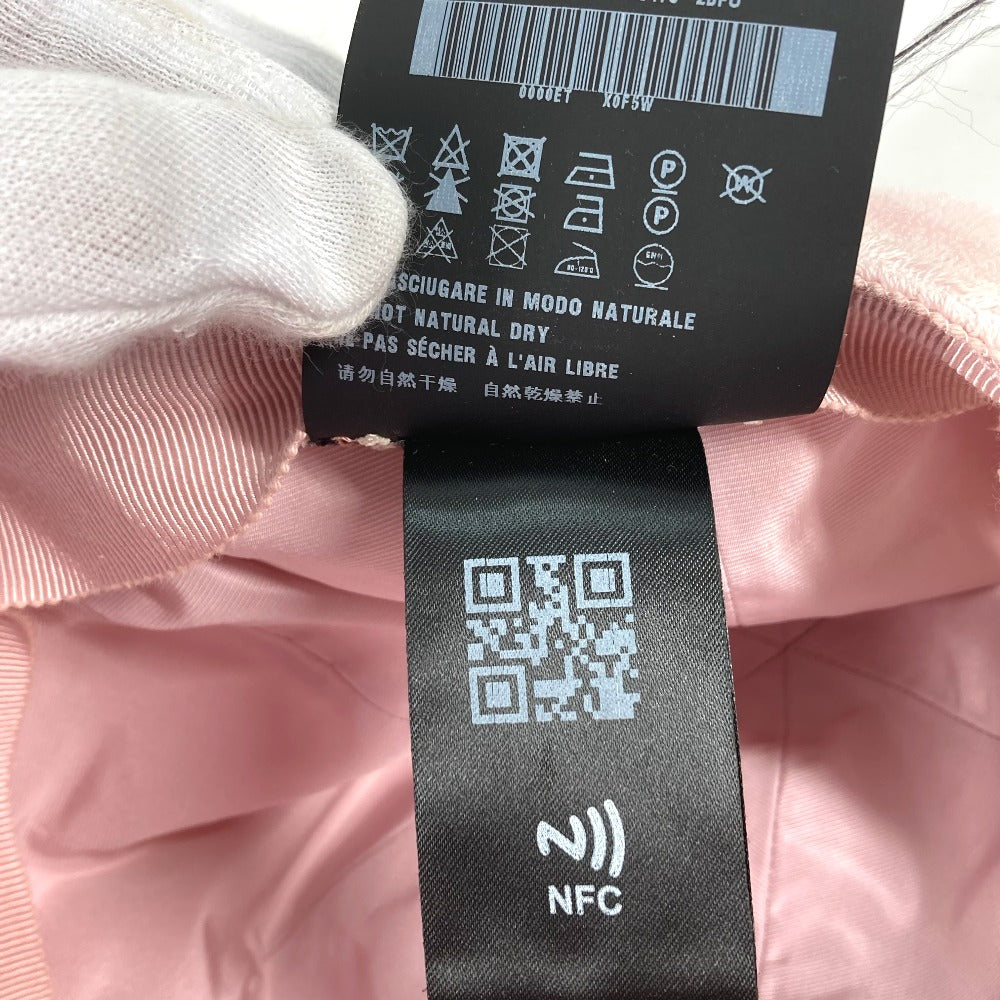 0000ET X0F5W
P
W
P
SCIUGARE IN MODO NATURALE
NOT NATURAL DRY
PAS SÉCHER À L'AIR LIBRE
请勿自然干燥 自然乾燥禁止
NFC